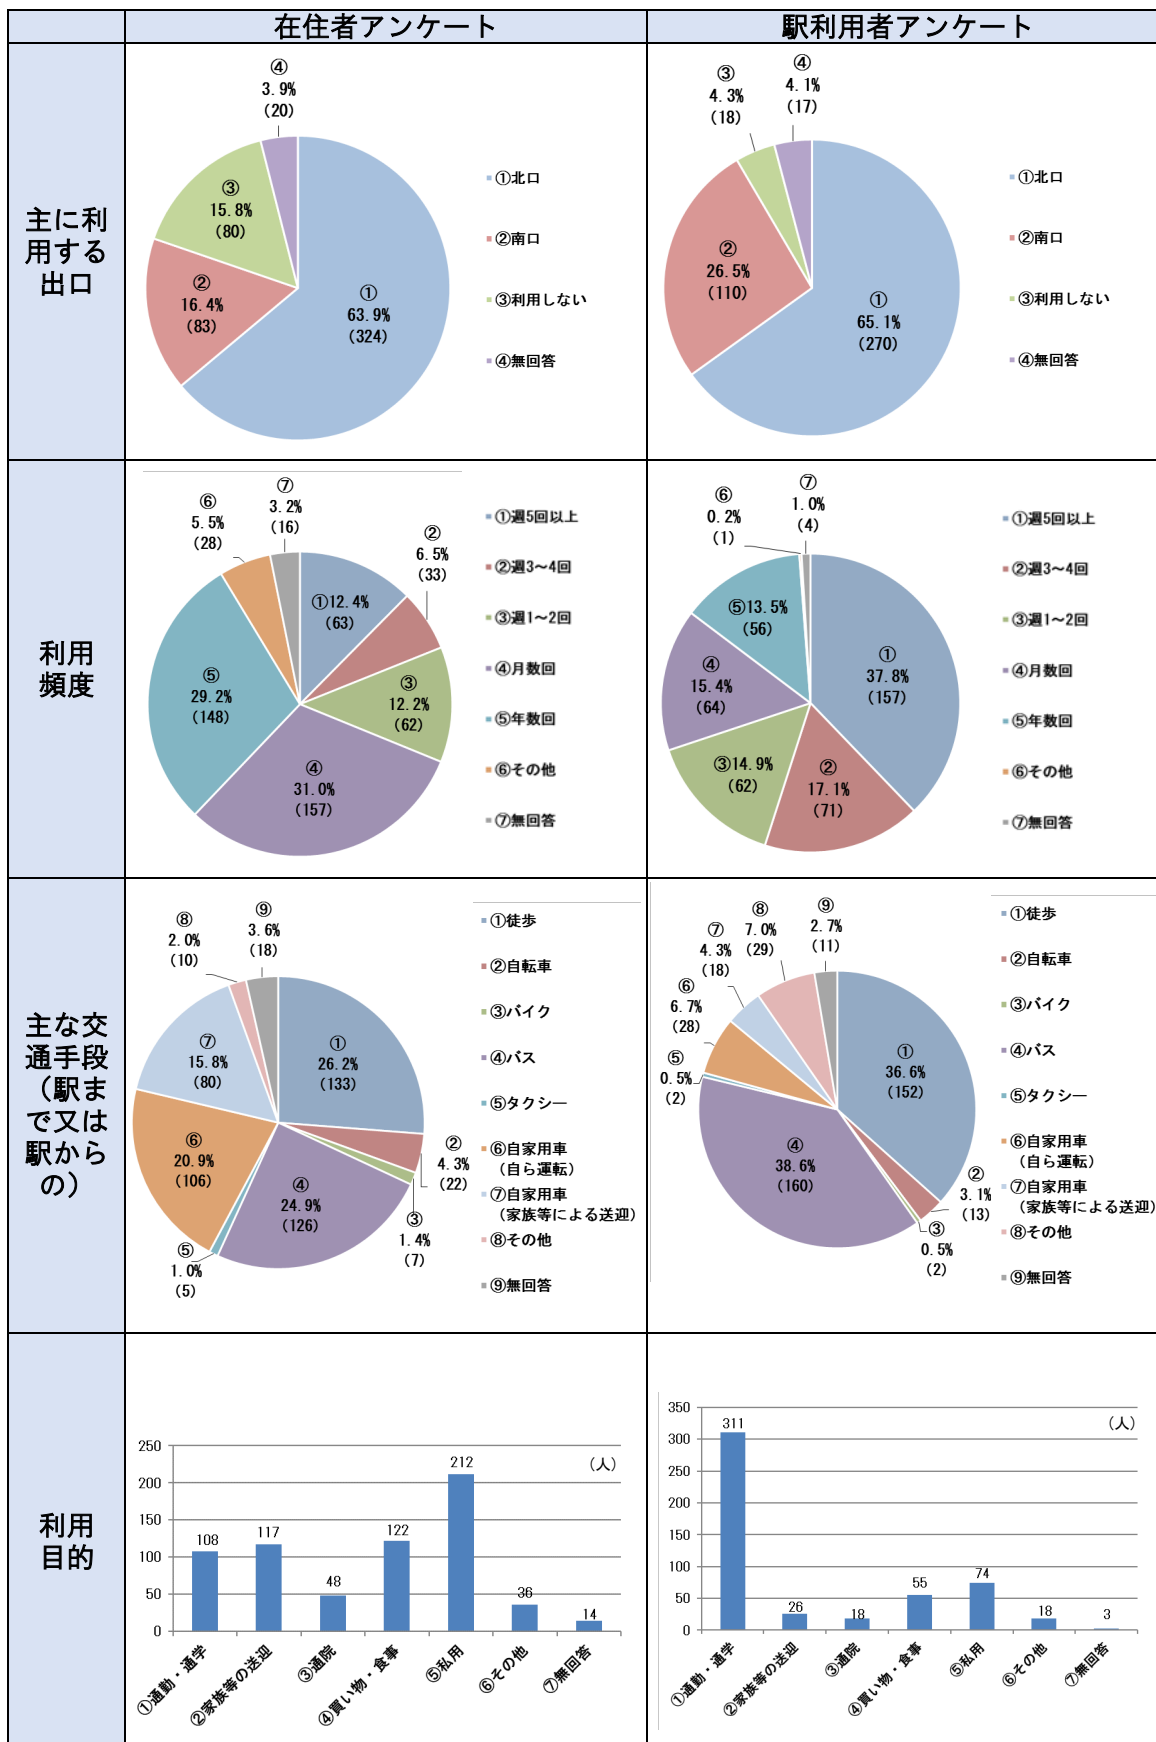 在住者アンケート
駅利用者アンケート
主に利
用する
出口
④
3.9%
(20)
③
15.8%
(80)
②
16.4%
(83)
①
63.9%
(324)
①北口
②南口
③利用しない
④無回答
③
4.3%
(18)
④
4.1%
(17)
②
26.5%
(110)
①
65.1%
(270)
①北口
②南口
③利用しない
④無回答
利用
頻度
⑥
5.5%
(28)
⑦
3.2%
(16)
②
6.5%
(33)
①12.4%
(63)
③
12.2%
(62)
⑤
29.2%
(148)
④
31.0%
(157)
①週5回以上
②週3～4回
③週1～2回
④月数回
⑤年数回
⑥その他
⑦無回答
⑥
0.2%
(1)
⑦
1.0%
(4)
⑤13.5%
(56)
①
37.8%
(157)
④
15.4%
(64)
③14.9%
(62)
②
17.1%
(71)
①週5回以上
②週3～4回
③週1～2回
④月数回
⑤年数回
⑥その他
⑦無回答
主な交
通手段
（駅ま
で又は
駅から
の）
⑧
2.0%
(10)
⑨
3.6%
(18)
⑦
15.8%
(80)
①
26.2%
(133)
⑥
20.9%
(106)
④
24.9%
(126)
②
4.3%
(22)
③
1.4%
(7)
⑤
1.0%
(5)
①徒歩
②自転車
③バイク
④バス
⑤タクシー
⑥自家用車
（自ら運転）
⑦自家用車
（家族等による送迎）
⑧その他
⑨無回答
⑧
7.0%
(29)
⑨
2.7%
(11)
⑦
4.3%
(18)
⑥
6.7%
(28)
⑤
0.5%
(2)
①
36.6%
(152)
④
38.6%
(160)
②
3.1%
(13)
③
0.5%
(2)
①徒歩
②自転車
③バイク
④バス
⑤タクシー
⑥自家用車
（自ら運転）
⑦自家用車
（家族等による送迎）
⑧その他
⑨無回答
利用
目的
250
200
150
100
50
0
（人）
108
117
48
122
212
36
14
①通勤・通学
②家族等の送迎
③通院
④買い物・食事
⑤私用
⑥その他
⑦無回答
350
300
250
200
150
100
50
0
（人）
311
26
18
55
74
18
3
①通勤・通学
②家族等の送迎
③通院
④買い物・食事
⑤私用
⑥その他
⑦無回答